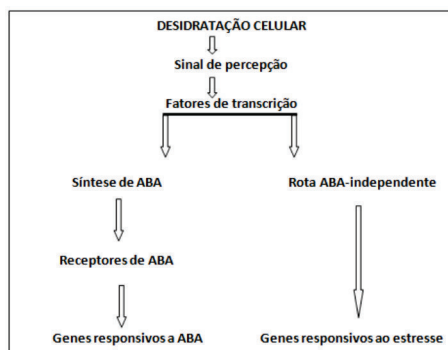 DESIDRATAÇÃO CELULAR
Sinal de percepção
Fatores de transcrição
Síntese de ABA
Rota ABA-independente
Receptores de ABA
Genes responsivos a ABA
Genes responsivos ao estresse